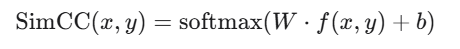 SimCC(x, y) = softmax(W · f(x, y) + b)